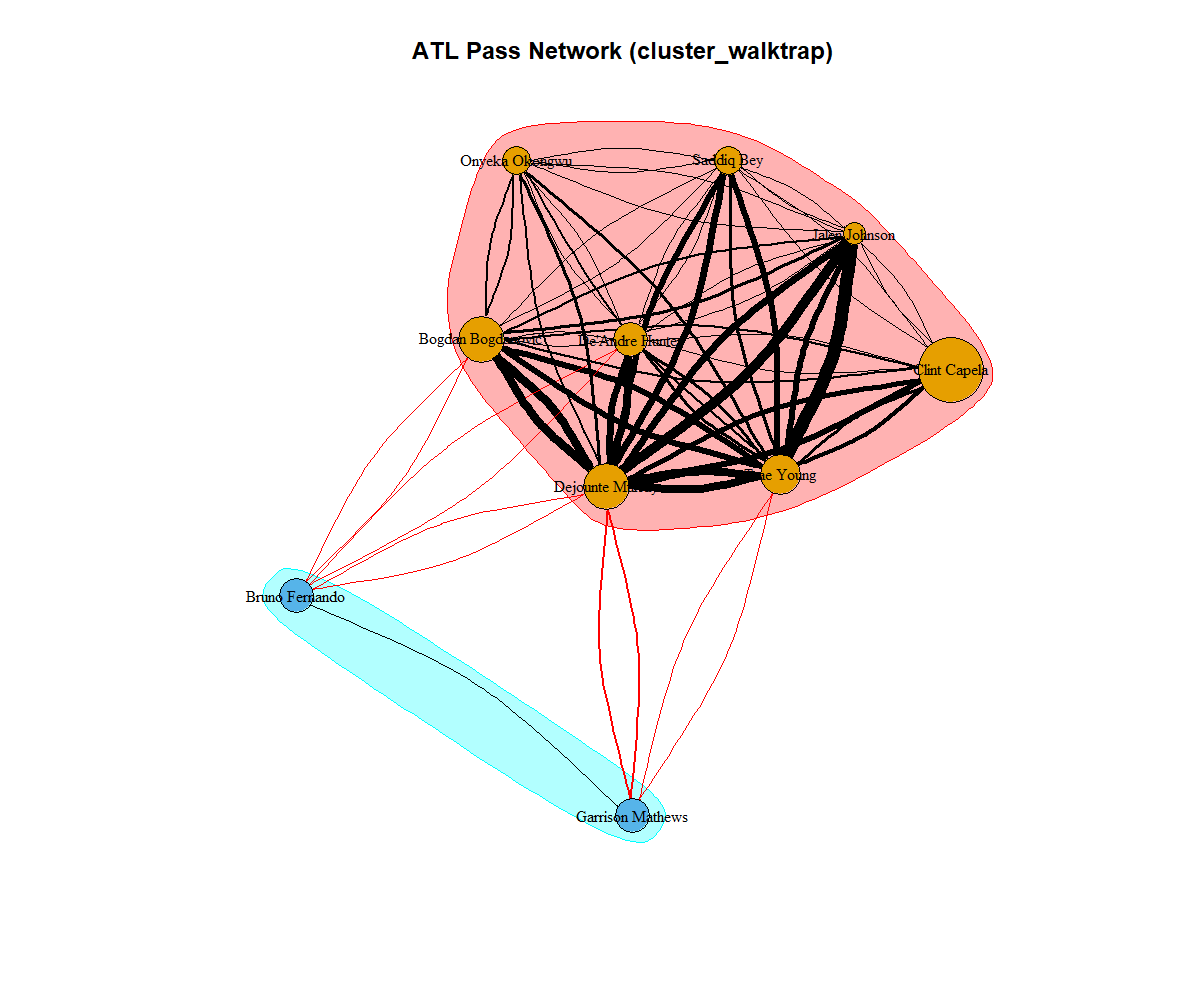 ATL Pass Network (cluster_walktrap)
Onyeka Okongwu
Saddiq Bey
Jalen Johnson
Bogdan Bogdanovic
De'Andre Hunter
Clint Capela
Dejounte Murray
Trae Young
Bruno Fernando
Garrison Mathews